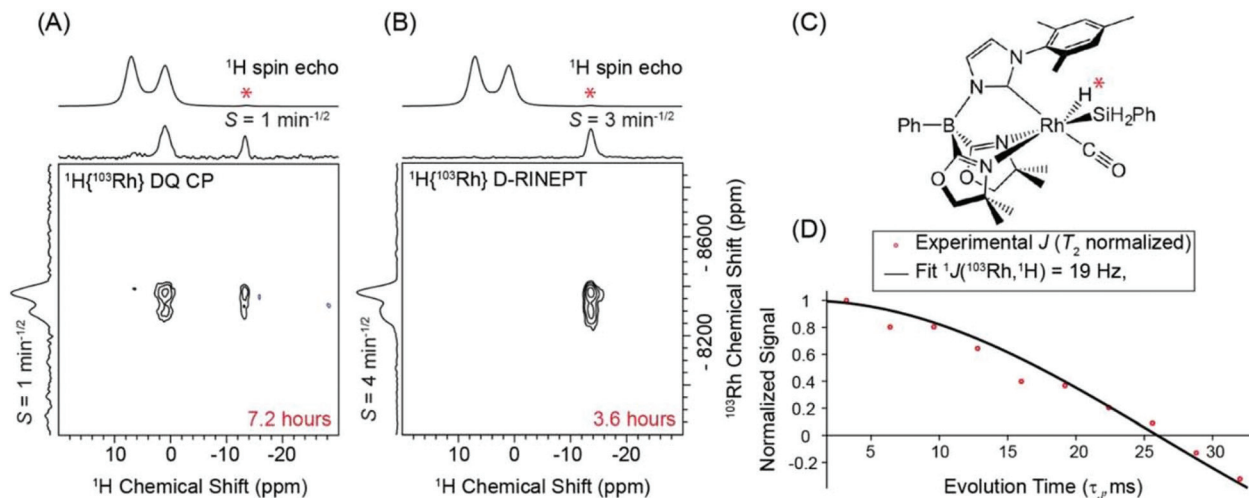 (A)
¹H spin echo
*
S = 1 min⁻¹/²
¹H{¹⁰³Rh} DQ CP
S = 1 min⁻¹/²
7.2 hours
10 0 -10 -20
¹H Chemical Shift (ppm)
(B)
¹H spin echo
*
S = 3 min⁻¹/²
¹H{¹⁰³Rh} D-RINEPT
S = 4 min⁻¹/²
3.6 hours
10 0 -10 -20
¹H Chemical Shift (ppm)
- 8600
- 8200
¹⁰³Rh Chemical Shift (ppm)
(C)
N
N
H*
Ph
B
Rh
SiH₂Ph
N
N
C
O
O
O
(D)
Experimental J (T₂ normalized)
Fit ¹J(¹⁰³Rh,¹H) = 19 Hz,
Normalized Signal
1
0.8
0.6
0.4
0.2
0
-0.2
5 10 15 20 25 30
Evolution Time (τJ, ms)